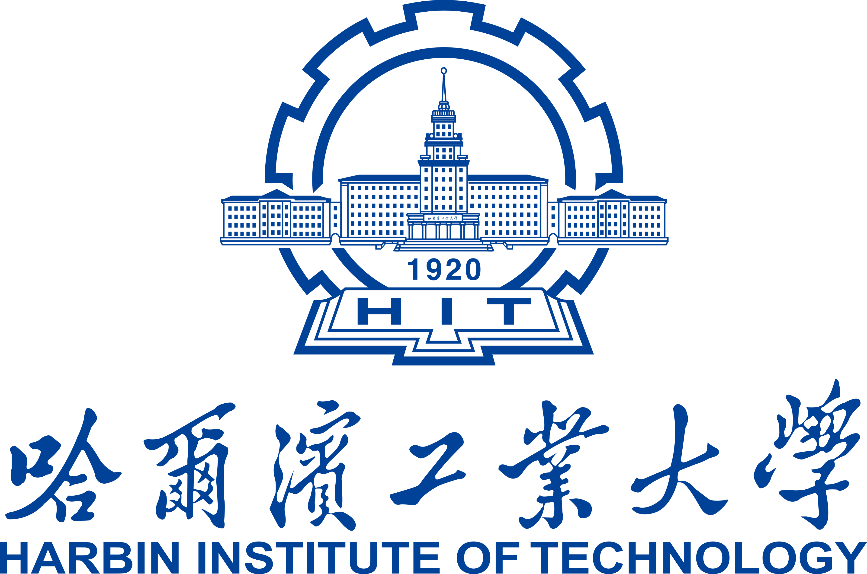 1920
HIT
哈爾濱工業大學
HARBIN INSTITUTE OF TECHNOLOGY